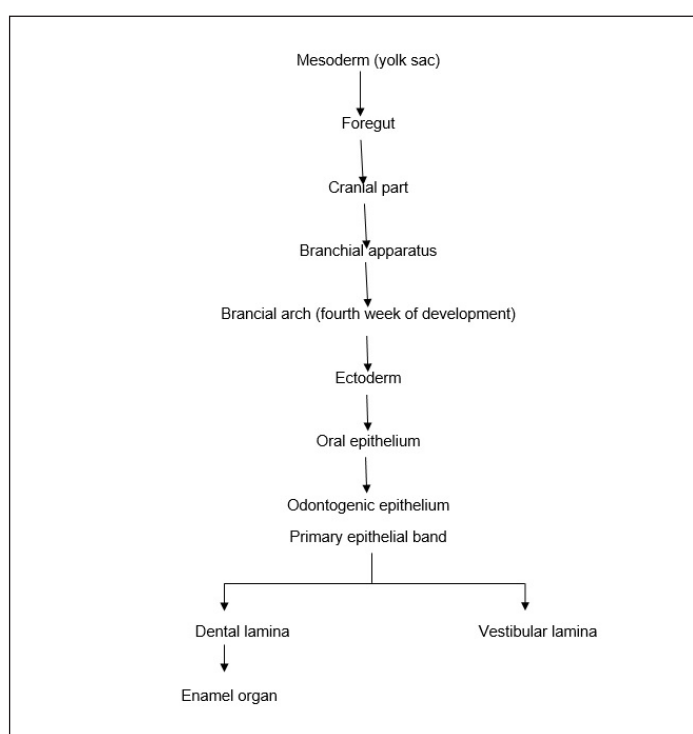 Mesoderm (yolk sac)
Foregut
Cranial part
Branchial apparatus
Brancial arch (fourth week of development)
Ectoderm
Oral epithelium
Odontogenic epithelium
Primary epithelial band
Dental lamina
Vestibular lamina
Enamel organ